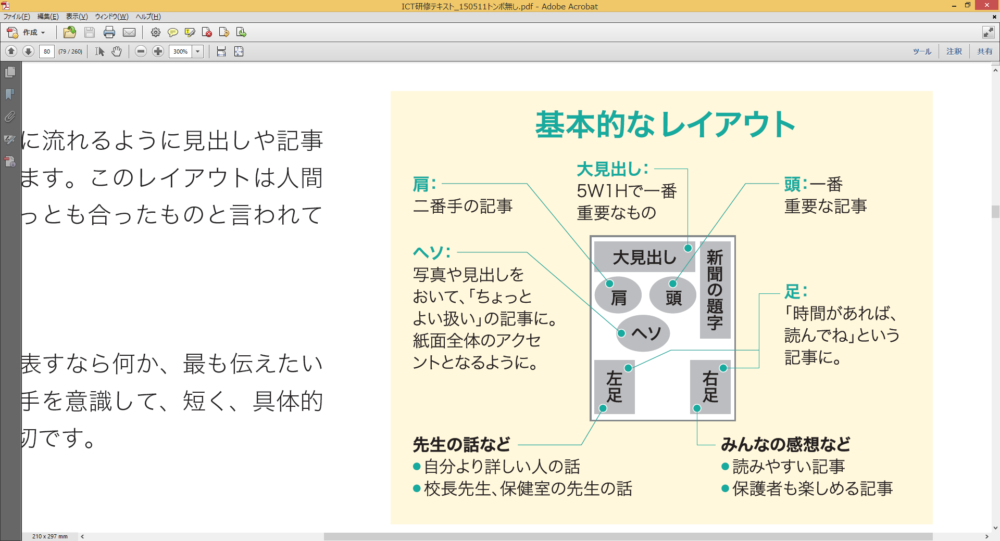 ICT研修テキスト_150511トンボ無し.pdf - Adobe Acrobat
ファイル(F) 編集(E) 表示(V) ウィンドウ(W) ヘルプ(H)
作成
80 (79 / 260) 300% ツール 注釈 共有
に流れるように見出しや記事
ます。このレイアウトは人間
っとも合ったものと言われて
表すなら何か、最も伝えたい
手を意識して、短く、具体的
切です。
基本的なレイアウト
大見出し：
5W1Hで一番
重要なもの
肩：
二番手の記事
頭：一番
重要な記事
ヘソ：
写真や見出しを
おいて、「ちょっと
よい扱い」の記事に。
紙面全体のアクセ
ントとなるように。
大見出し
新聞の題字
肩
頭
ヘソ
左足
右足
足：
「時間があれば、
読んでね」という
記事に。
先生の話など
●自分より詳しい人の話
●校長先生、保健室の先生の話
みんなの感想など
●読みやすい記事
●保護者も楽しめる記事
210 x 297 mm